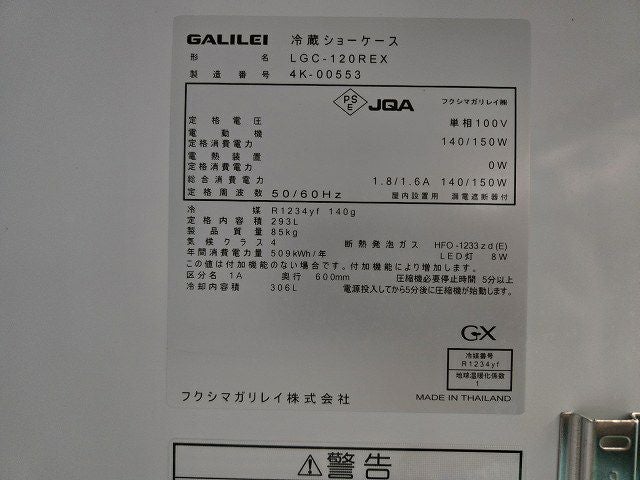 GALILEI 冷蔵ショーケース
形 名 LGC-120REX
製造番号 4K-00553
PS E JQA フクシマガリレイ㈱
定格電圧 単相100V
電動機
定格消費電力 140/150W
電熱装置
定格消費電力 0W
総合消費電力 1.8/1.6A 140/150W
定格周波数 50/60Hz 屋内設置用 漏電遮断器付
冷 媒 R1234yf 140g
定格内容積 293L
製品質量 85kg
気候クラス 4 断熱発泡ガス HFO-1233zd(E)
年間消費電力量 509kWh/年 LED灯 8W
この値は付加機能のない場合です。付加機能により増加します。
区分名 1A 奥行 600mm 圧縮機必要停止時間 5分以上
冷却内容積 306L 電源投入してから5分後に圧縮機が始動します。
GX
冷媒番号
R1234yf
地球温暖化係数
1
フクシマガリレイ株式会社 MADE IN THAILAND
⚠警告